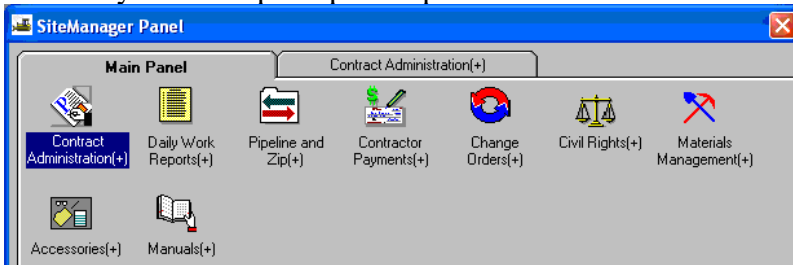 SiteManager Panel
Main Panel
Contract Administration(+)
Contract
Administration(+)
Daily Work
Reports(+)
Pipeline and
Zip(+)
Contractor
Payments(+)
Change
Orders(+)
Civil Rights(+)
Materials
Management(+)
Accessories(+)
Manuals(+)